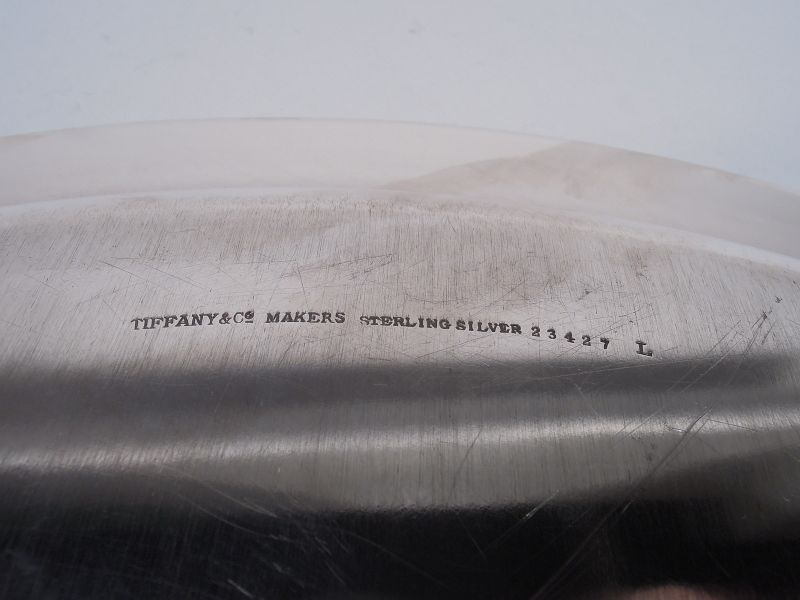 TIFFANY & Co MAKERS STERLING SILVER 23427 L